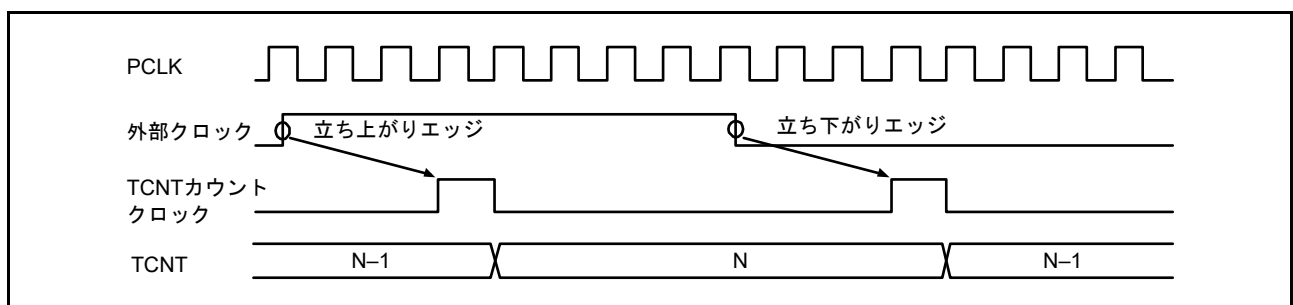 PCLK
外部クロック
立ち上がりエッジ
立ち下がりエッジ
TCNTカウント
クロック
TCNT
N–1
N
N–1